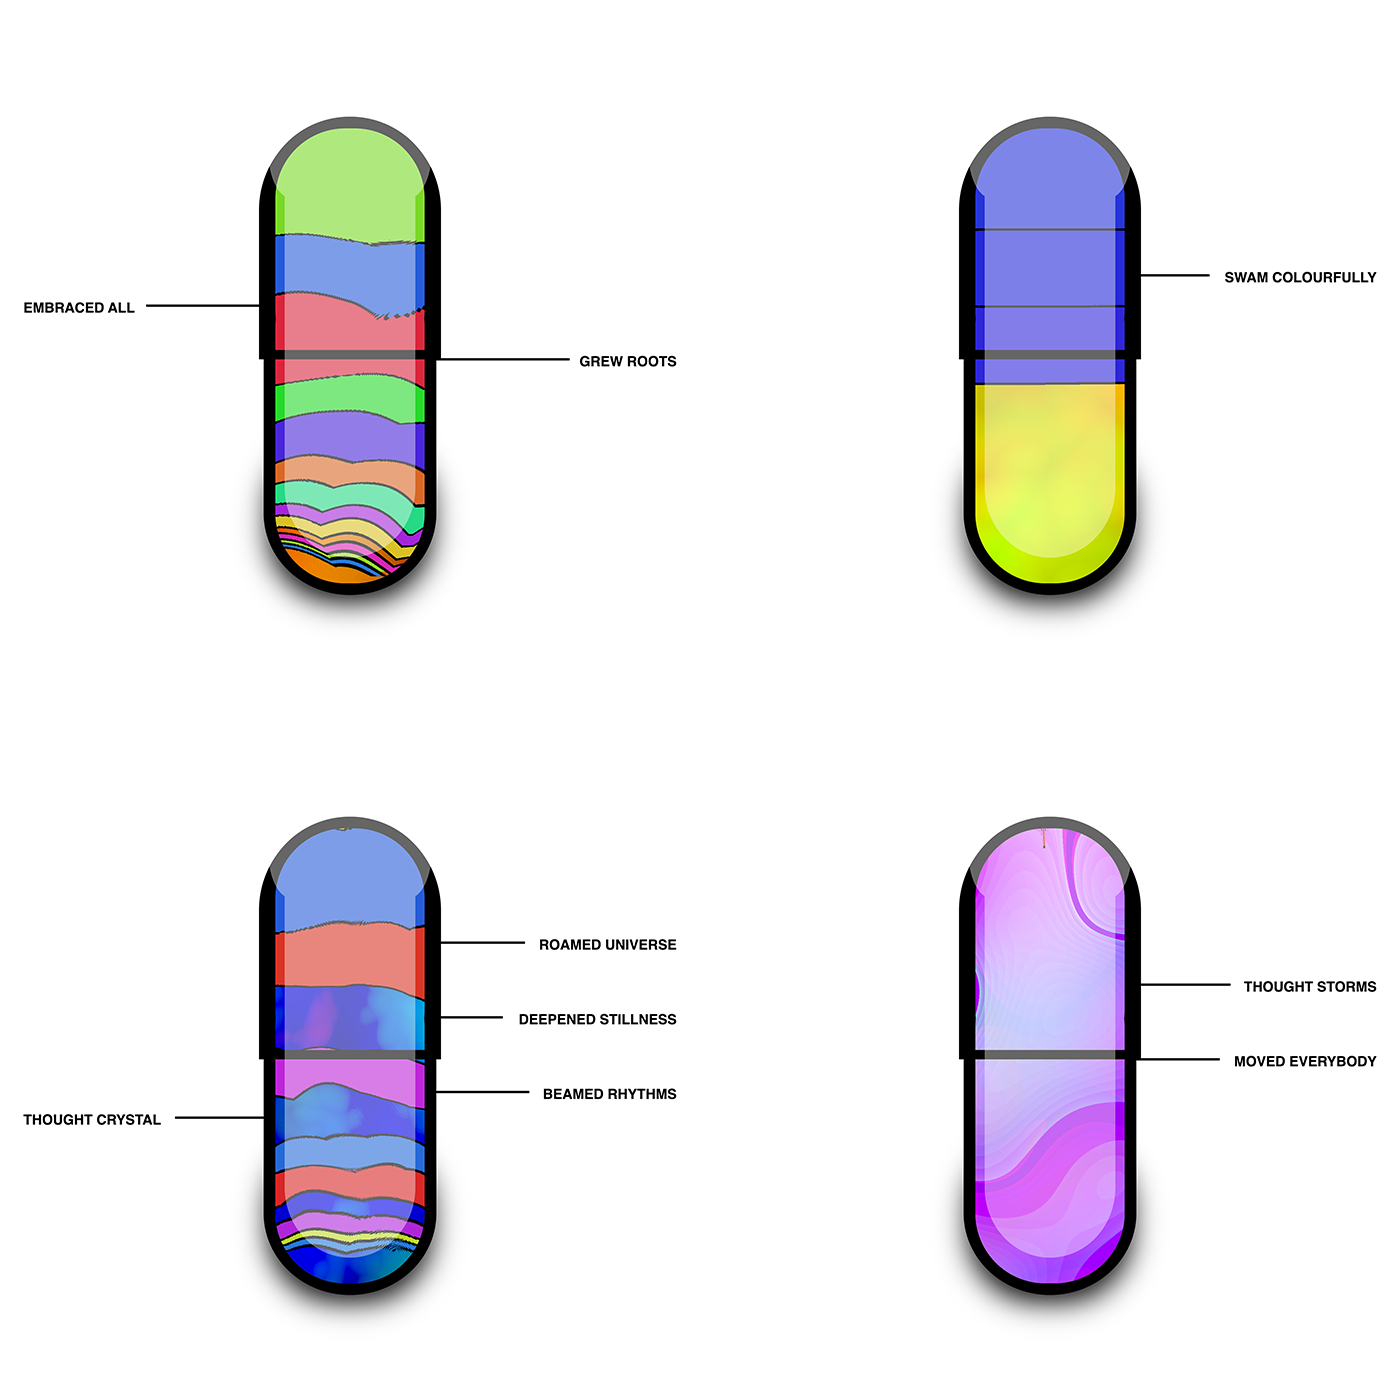 EMBRACED ALL
GREW ROOTS
SWAM COLOURFULLY
ROAMED UNIVERSE
DEEPENED STILLNESS
BEAMED RHYTHMS
THOUGHT CRYSTAL
THOUGHT STORMS
MOVED EVERYBODY